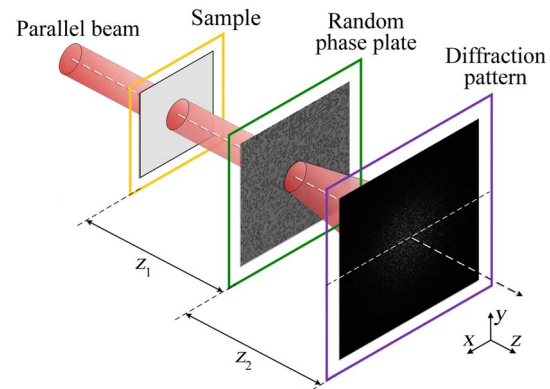 Parallel beam
Sample
Random
phase plate
Diffraction
pattern
z1
z2
x
y
z